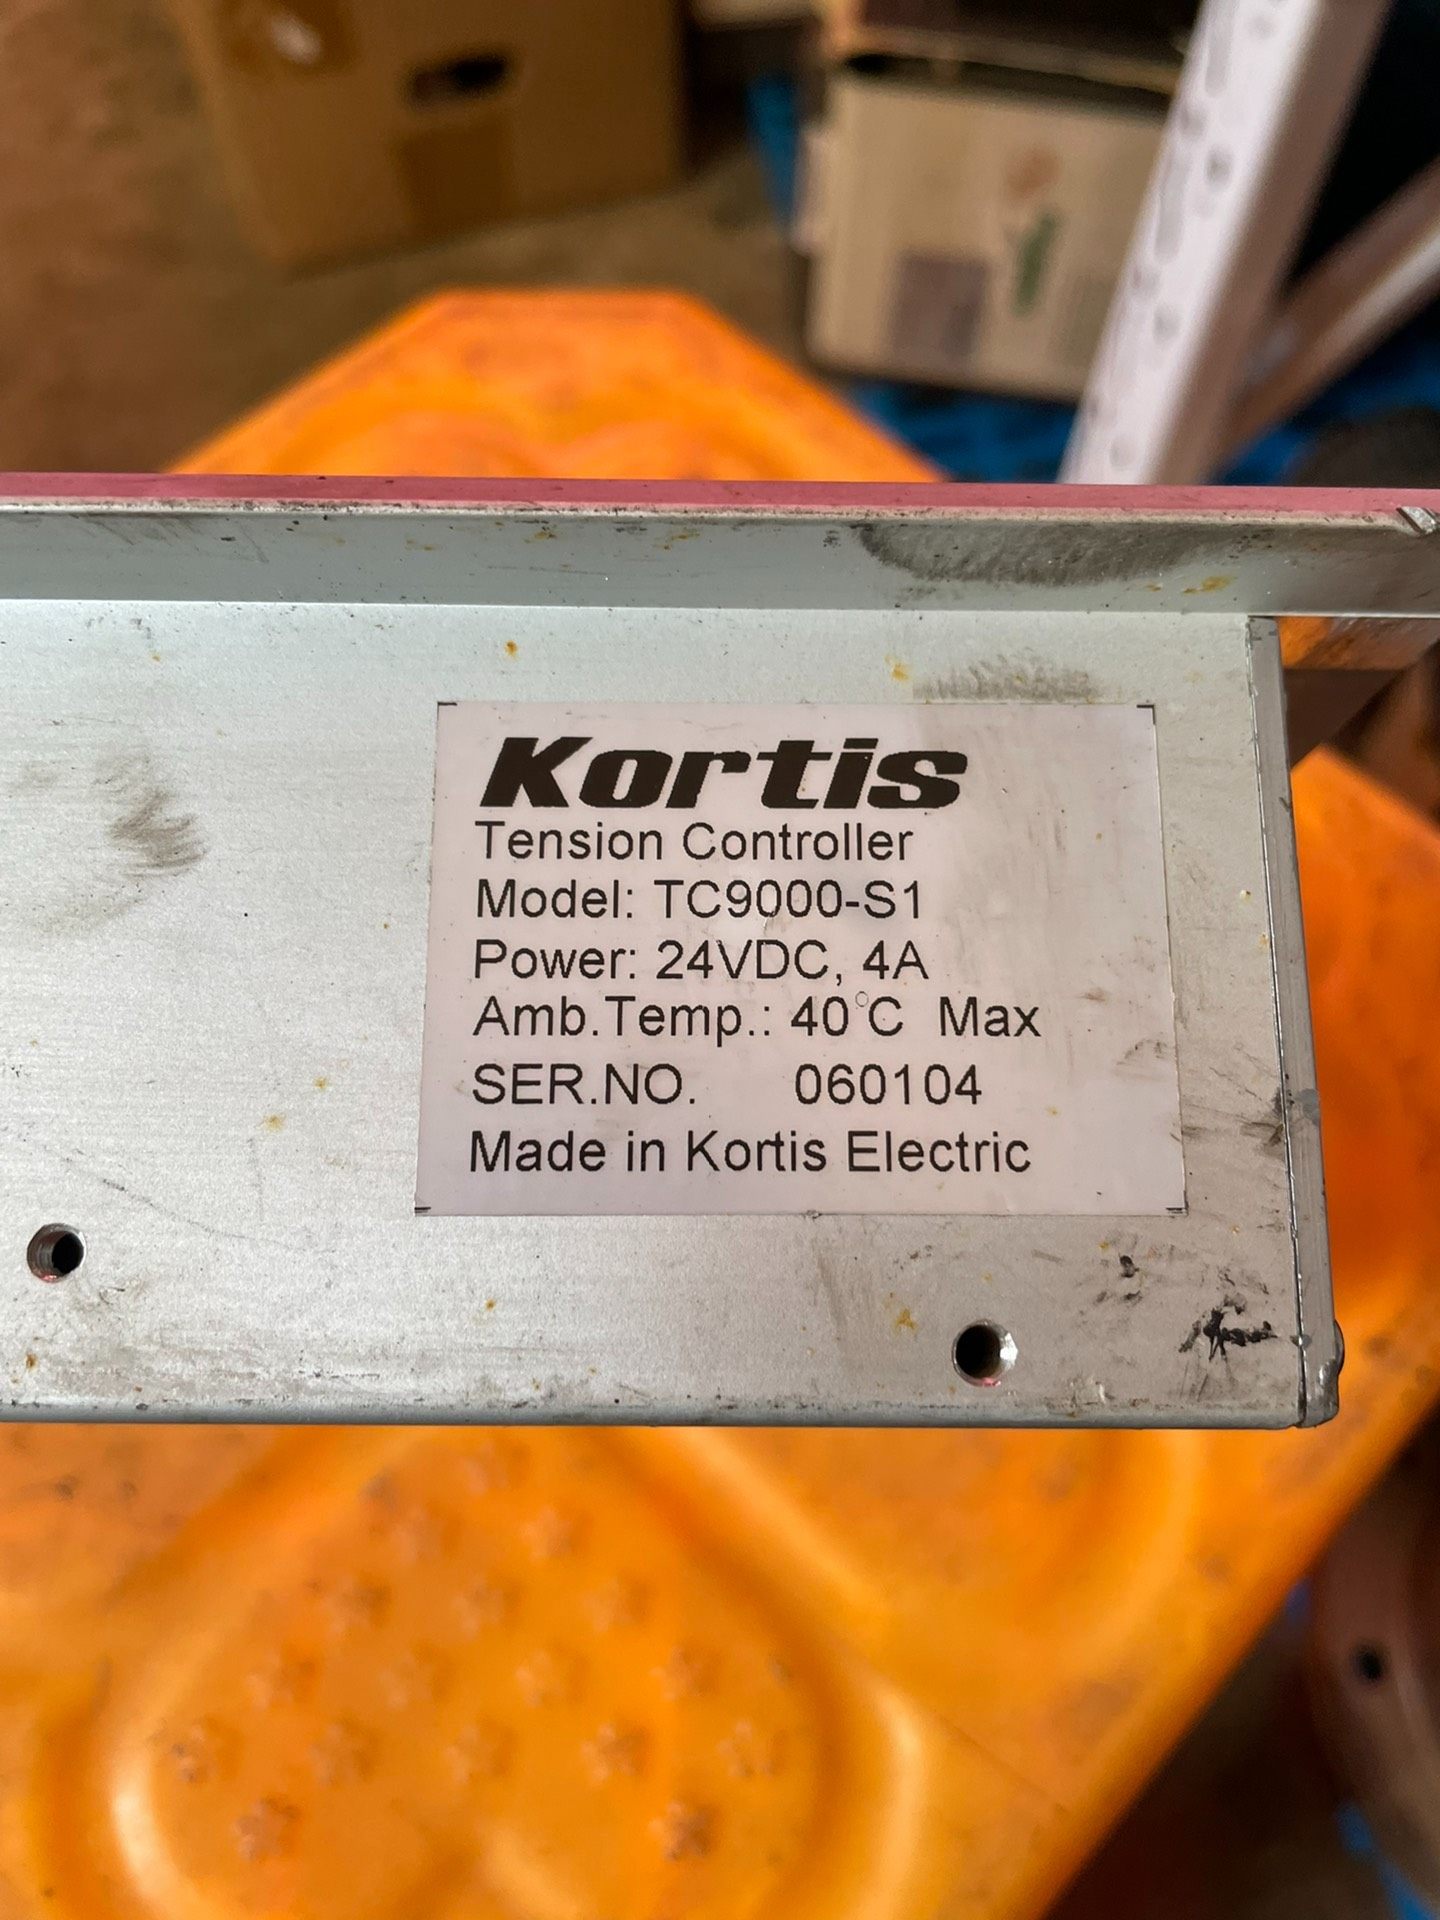 Kortis
Tension Controller
Model: TC9000-S1
Power: 24VDC, 4A
Amb.Temp.: 40°C Max
SER.NO. 060104
Made in Kortis Electric